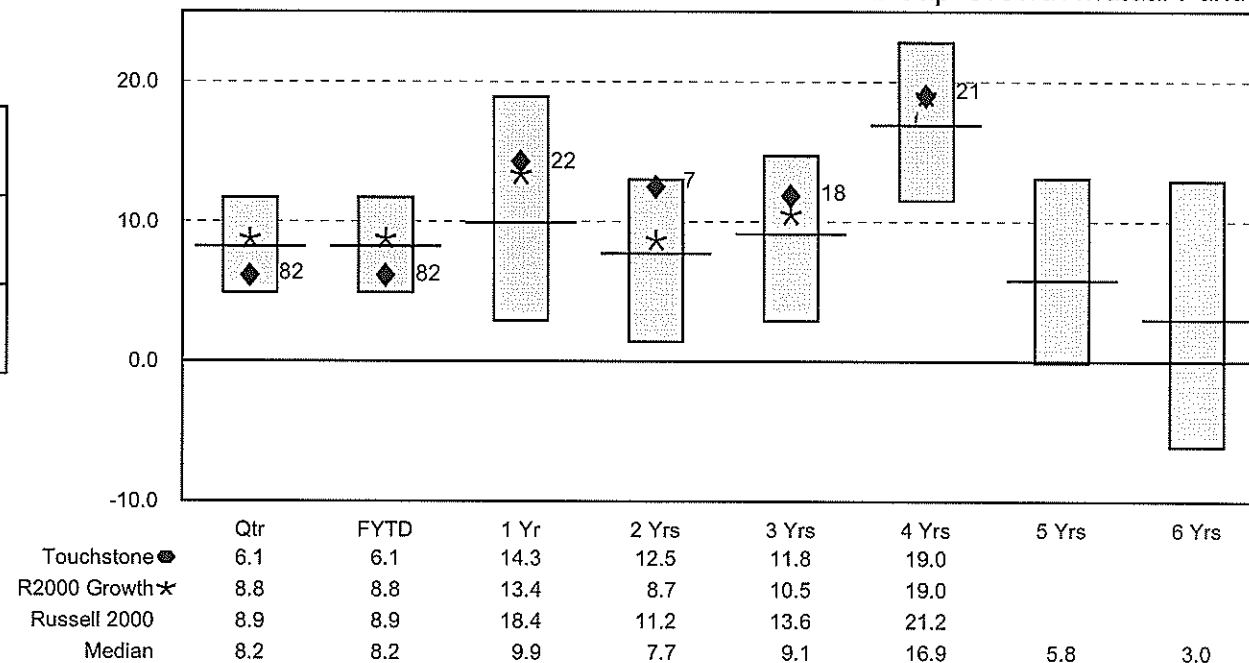 20.0
10.0
0.0
-10.0
82
82
22
7
18
21
Qtr FYTD 1 Yr 2 Yrs 3 Yrs 4 Yrs 5 Yrs 6 Yrs
Touchstone 6.1 6.1 14.3 12.5 11.8 19.0
R2000 Growth 8.8 8.8 13.4 8.7 10.5 19.0
Russell 2000 8.9 8.9 18.4 11.2 13.6 21.2
Median 8.2 8.2 9.9 7.7 9.1 16.9 5.8 3.0